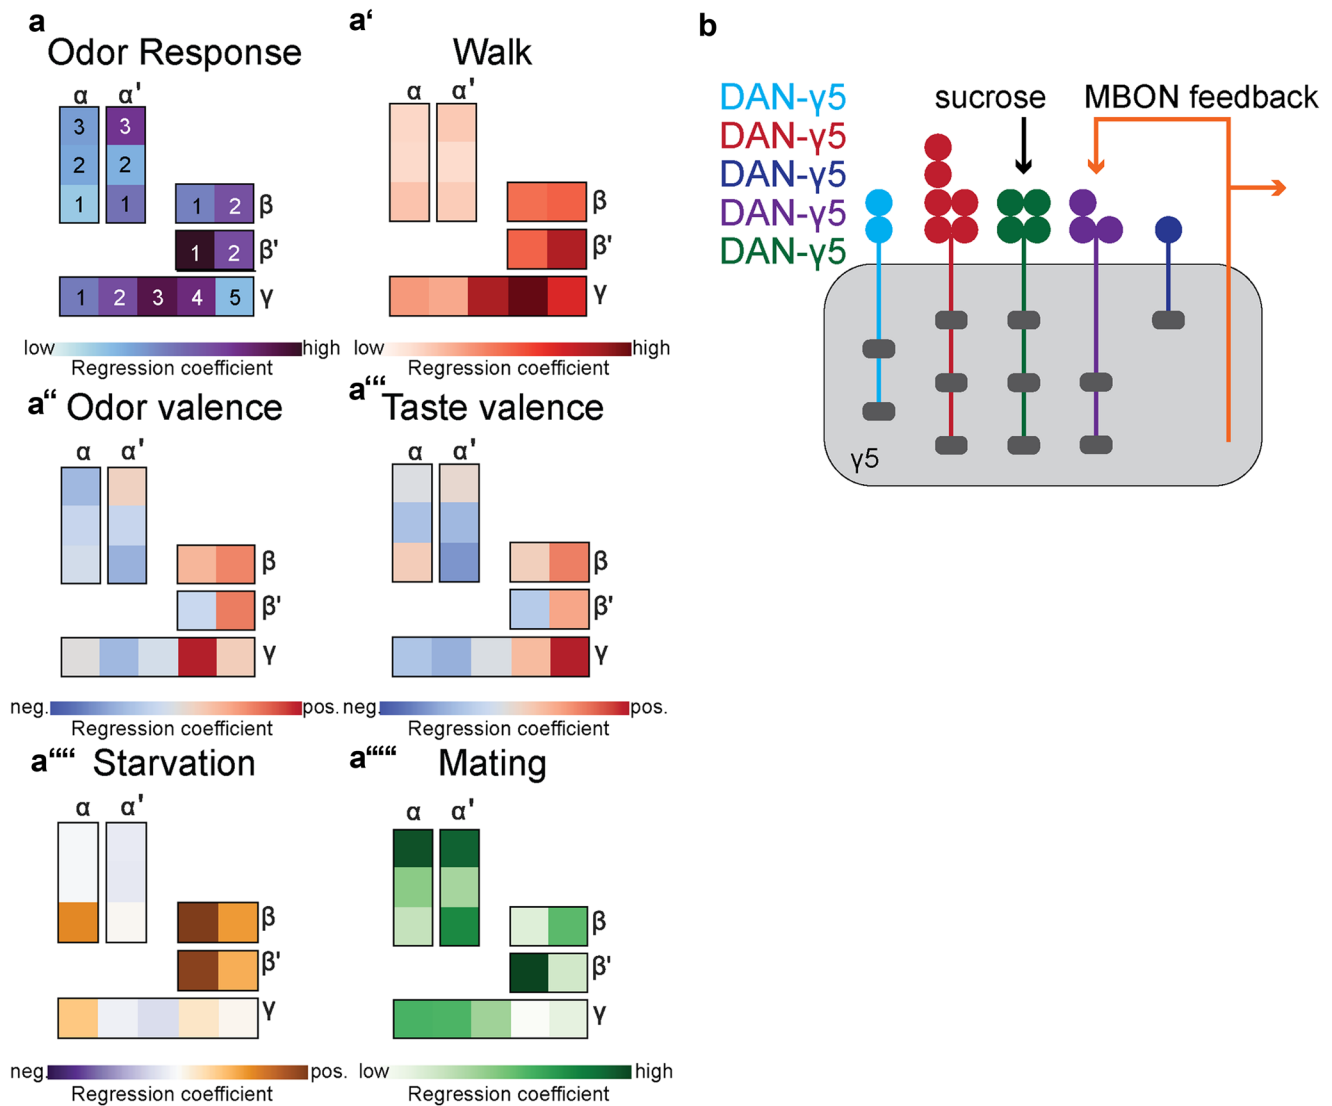 a
Odor Response
α α'
3 3
2 2
1 1
1 2 β
1 2 β'
1 2 3 4 5 γ
low high
Regression coefficient
a‘
Walk
α α'
β
β'
γ
low high
Regression coefficient
a“ Odor valence
α α'
β
β'
γ
neg. pos.
Regression coefficient
a“‘ Taste valence
α α'
β
β'
γ
neg. pos.
Regression coefficient
a““ Starvation
α α'
β
β'
γ
neg. pos.
Regression coefficient
a““‘ Mating
α α'
β
β'
γ
low high
Regression coefficient
b
DAN-γ5
DAN-γ5
DAN-γ5
DAN-γ5
DAN-γ5
sucrose
MBON feedback
γ5